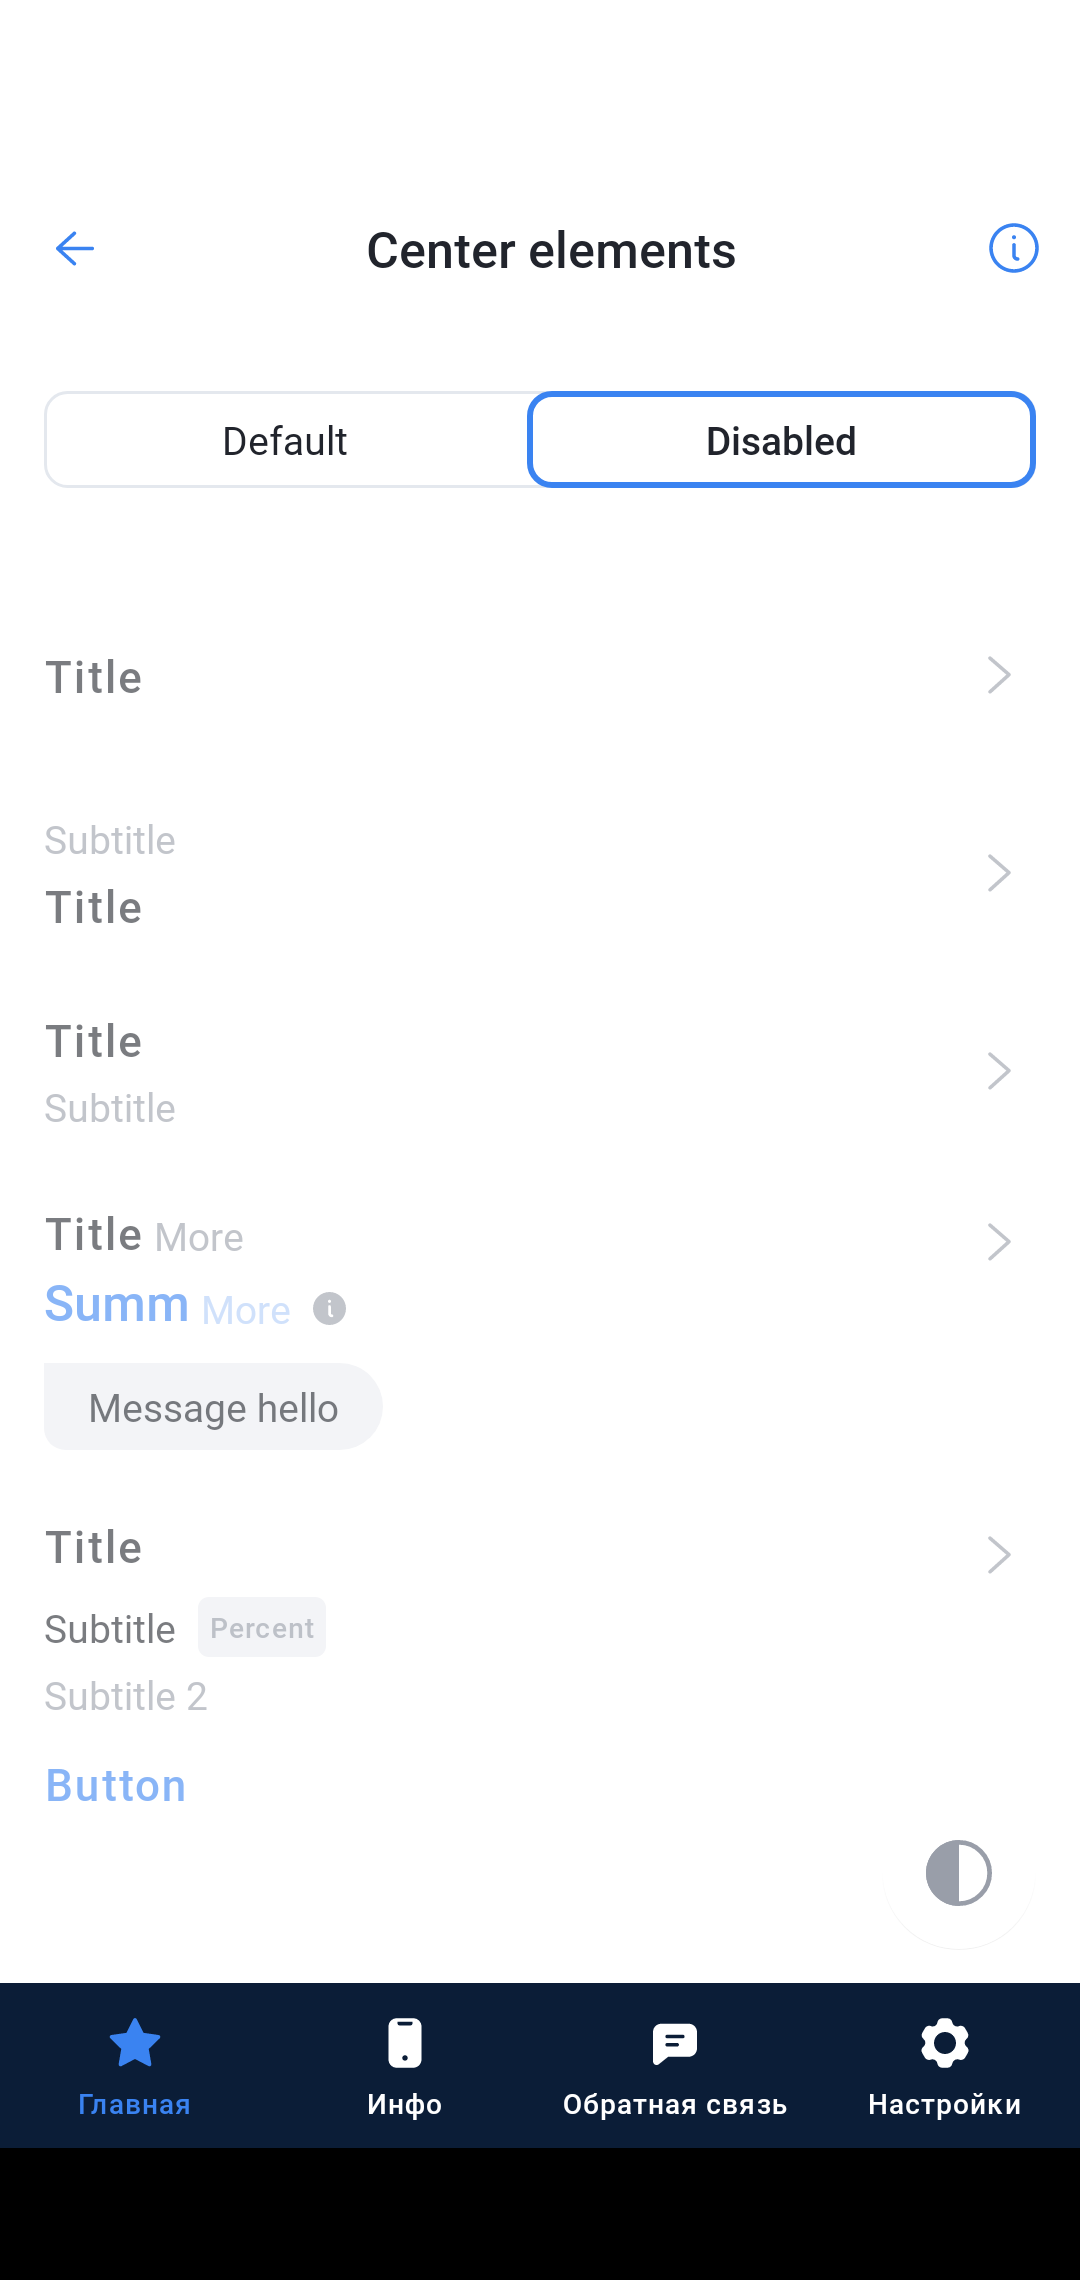 Center elements
Default
Disabled
Title
Subtitle
Title
Title
Subtitle
Title More
Summ More
Message hello
Title
Subtitle Percent
Subtitle 2
Button
Главная
Инфо
Обратная связь
Настройки